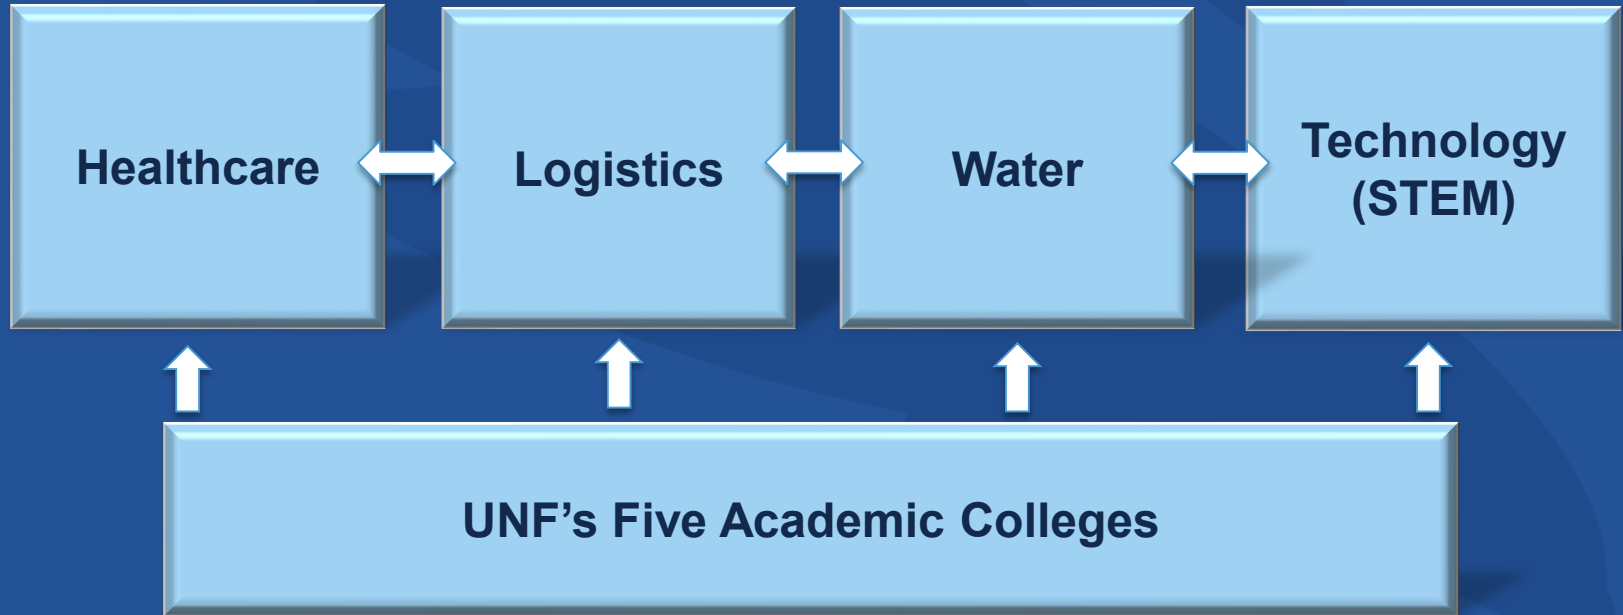 Healthcare
Logistics
Water
Technology
(STEM)
UNF’s Five Academic Colleges